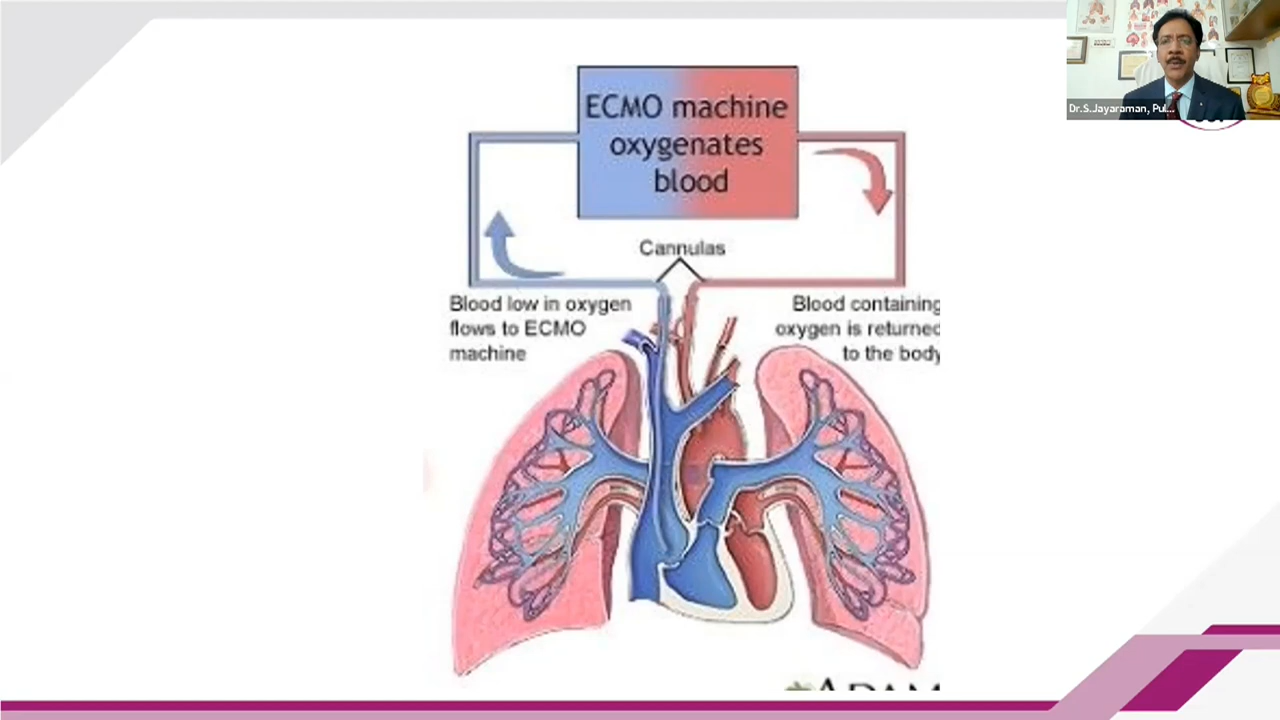 ECMO machine
oxygenates
blood
Cannulas
Blood low in oxygen
flows to ECMO
machine
Blood containing
oxygen is returned
to the body
Dr.S.Jayaraman, Pul...